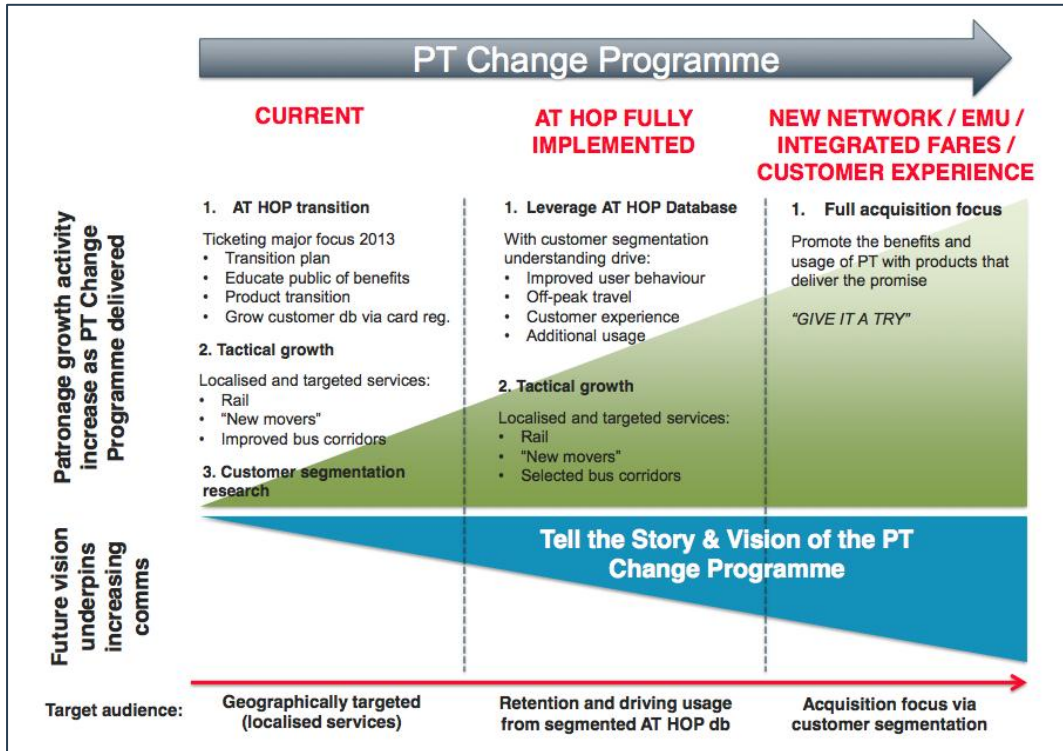 PT Change Programme
CURRENT
AT HOP FULLY
IMPLEMENTED
NEW NETWORK / EMU /
INTEGRATED FARES /
CUSTOMER EXPERIENCE
Patronage growth activity
increase as PT Change
Programme delivered
1. AT HOP transition
Ticketing major focus 2013
• Transition plan
• Educate public of benefits
• Product transition
• Grow customer db via card reg.
2. Tactical growth
Localised and targeted services:
• Rail
• "New movers"
• Improved bus corridors
3. Customer segmentation
research
1. Leverage AT HOP Database
With customer segmentation
understanding drive:
• Improved user behaviour
• Off-peak travel
• Customer experience
• Additional usage
2. Tactical growth
Localised and targeted services:
• Rail
• "New movers"
• Selected bus corridors
1. Full acquisition focus
Promote the benefits and
usage of PT with products that
deliver the promise
"GIVE IT A TRY"
Future vision
underpins
increasing
comms
Tell the Story & Vision of the PT
Change Programme
Target audience:
Geographically targeted
(localised services)
Retention and driving usage
from segmented AT HOP db
Acquisition focus via
customer segmentation